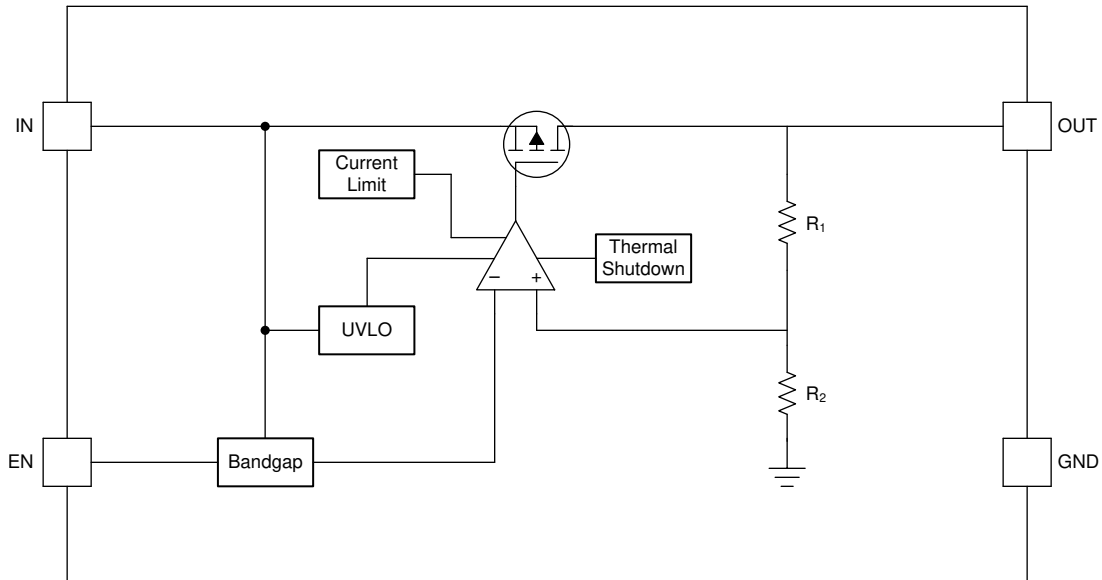 IN
OUT
Current
Limit
R₁
Thermal
Shutdown
− +
UVLO
R₂
EN
Bandgap
GND